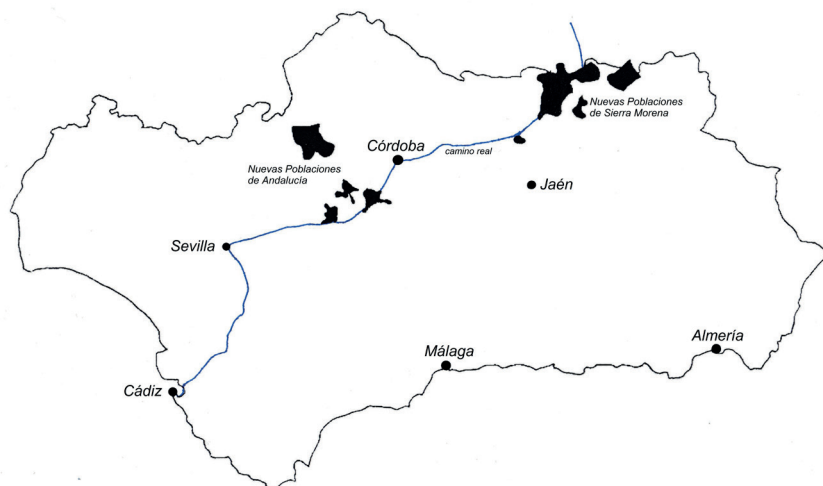 Nuevas Poblaciones
de Sierra Morena
Córdoba
camino real
Nuevas Poblaciones
de Andalucía
Jaén
Sevilla
Almería
Málaga
Cádiz